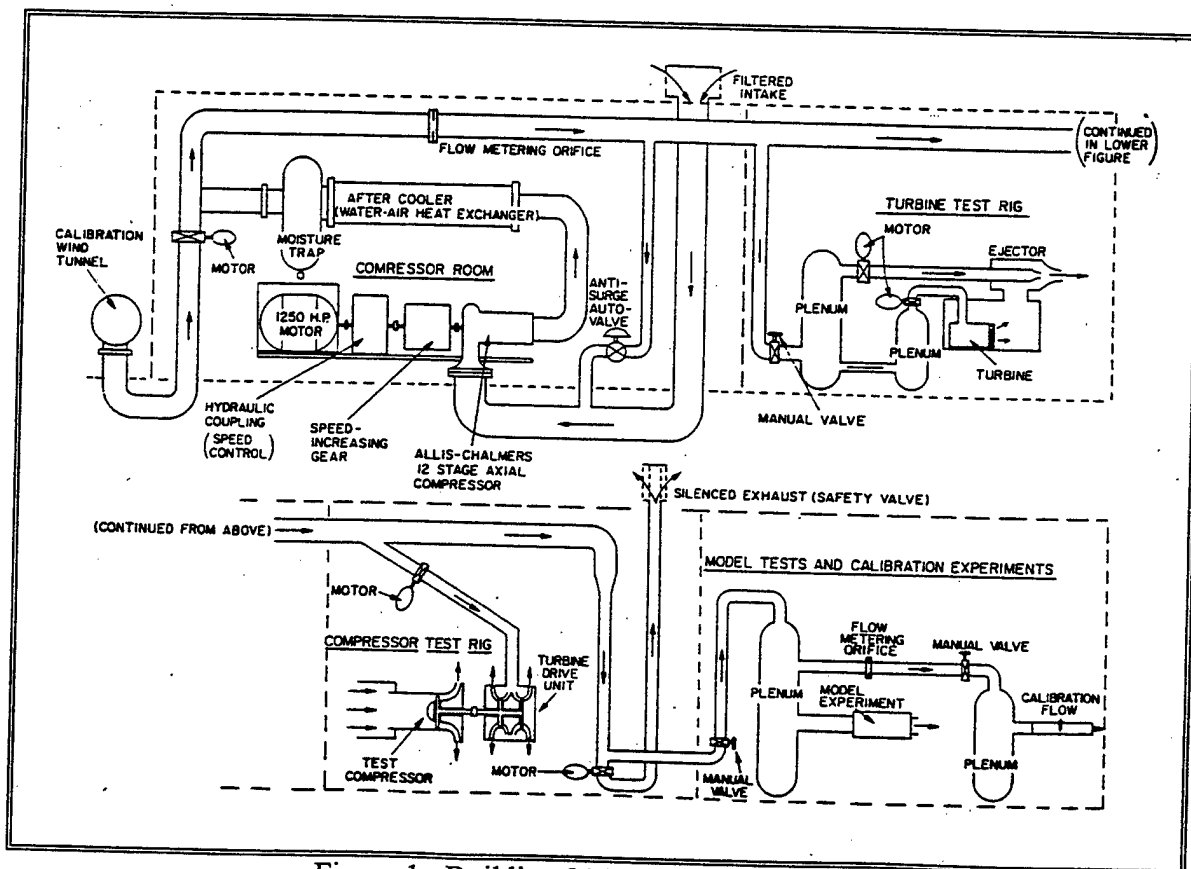 FILTERED
INTAKE
FLOW METERING ORIFICE
(CONTINUED
IN LOWER
FIGURE)
AFTER COOLER
(WATER-AIR HEAT EXCHANGER)
TURBINE TEST RIG
MOTOR
EJECTOR
CALIBRATION
WIND
TUNNEL
MOISTURE
TRAP
MOTOR
COMRESSOR ROOM
ANTI-
SURGE
AUTO-
VALVE
1250 H.P.
MOTOR
PLENUM
PLENUM
TURBINE
MANUAL VALVE
HYDRAULIC
COUPLING
(SPEED
CONTROL)
SPEED-
INCREASING
GEAR
ALLIS-CHALMERS
12 STAGE AXIAL
COMPRESSOR
SILENCED EXHAUST (SAFETY VALVE)
(CONTINUED FROM ABOVE)
MODEL TESTS AND CALIBRATION EXPERIMENTS
MOTOR
COMPRESSOR TEST RIG
TURBINE
DRIVE
UNIT
FLOW
METERING
ORIFICE
MANUAL VALVE
PLENUM
MODEL
EXPERIMENT
CALIBRATION
FLOW
TEST
COMPRESSOR
MOTOR
MANUAL
VALVE
PLENUM